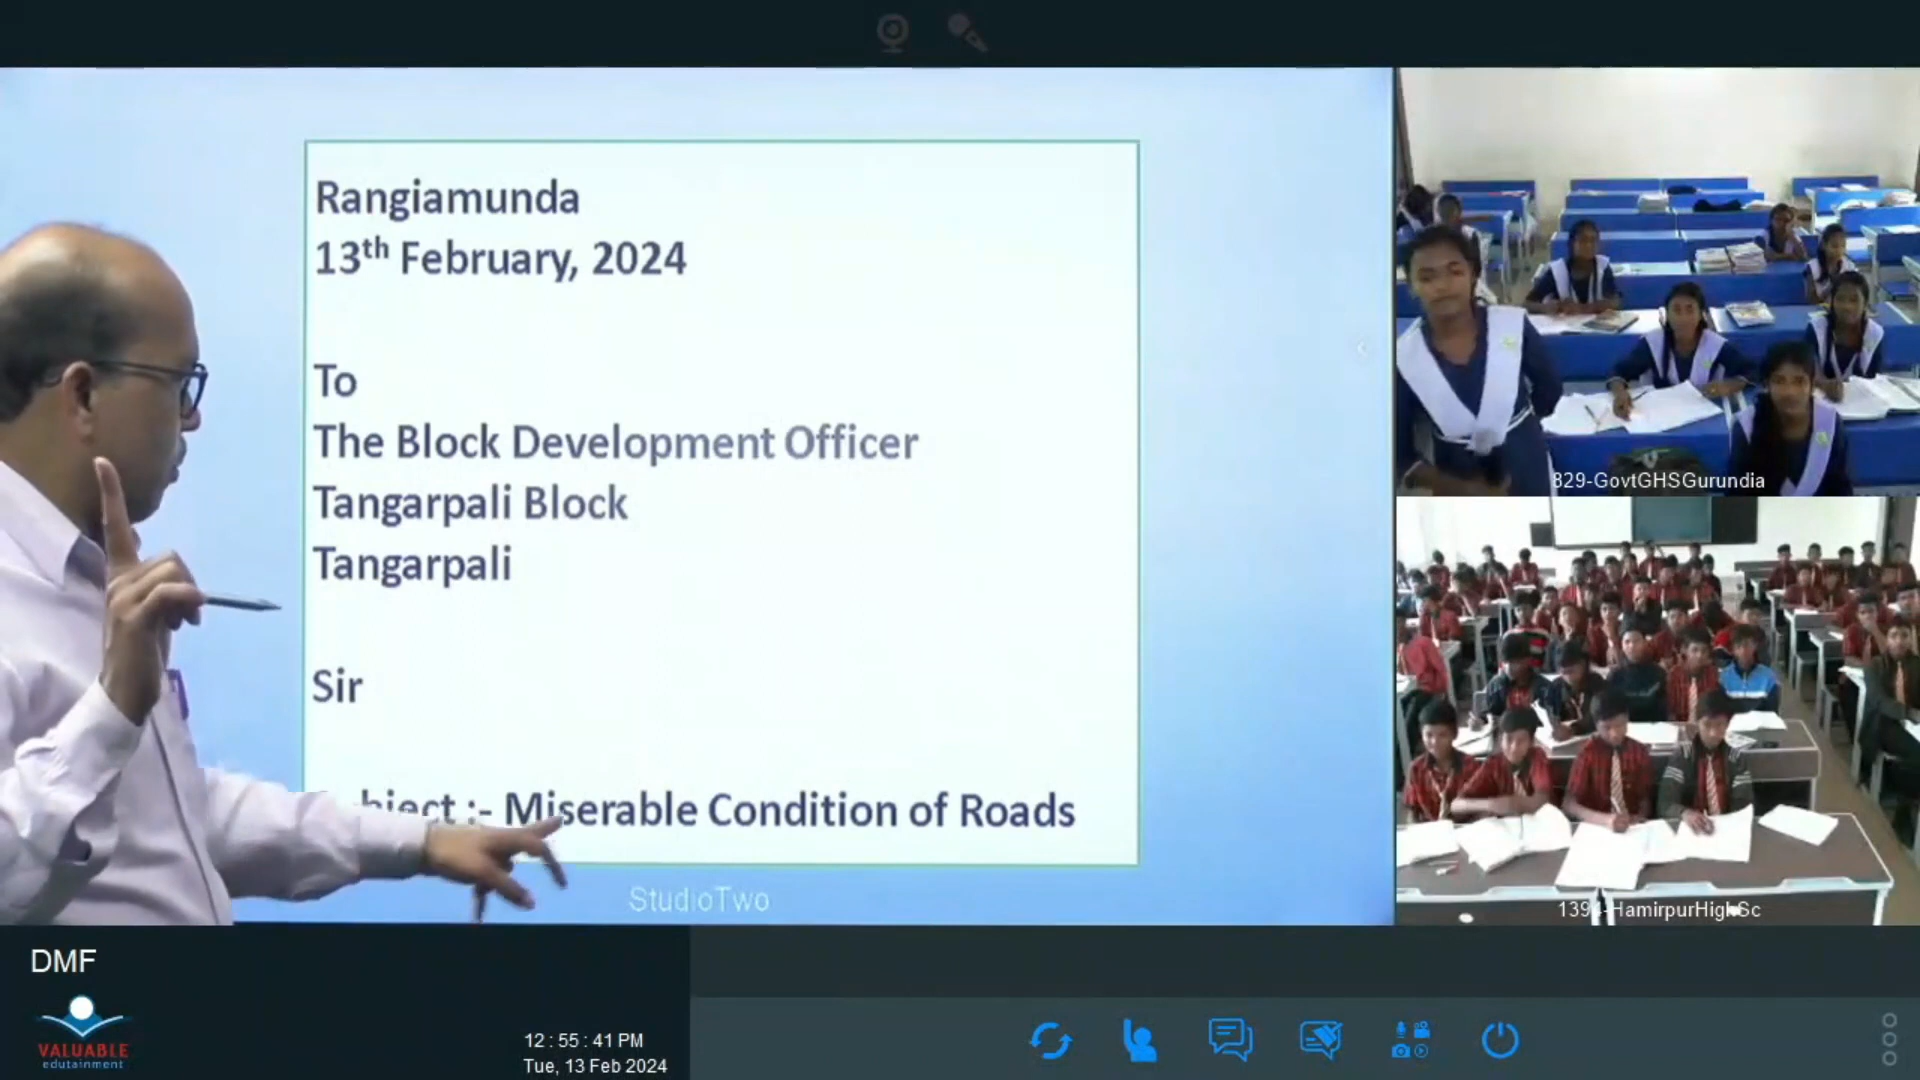 Rangiamunda
13th February, 2024
To
The Block Development Officer
Tangarpali Block
Tangarpali
Sir
:- Miserable Condition of Roads
StudioTwo
829-GovtGHSGurundia
HamirpurHighSc
DMF
VALUABLE
edutainment
12 : 55 : 41 PM
Tue, 13 Feb 2024